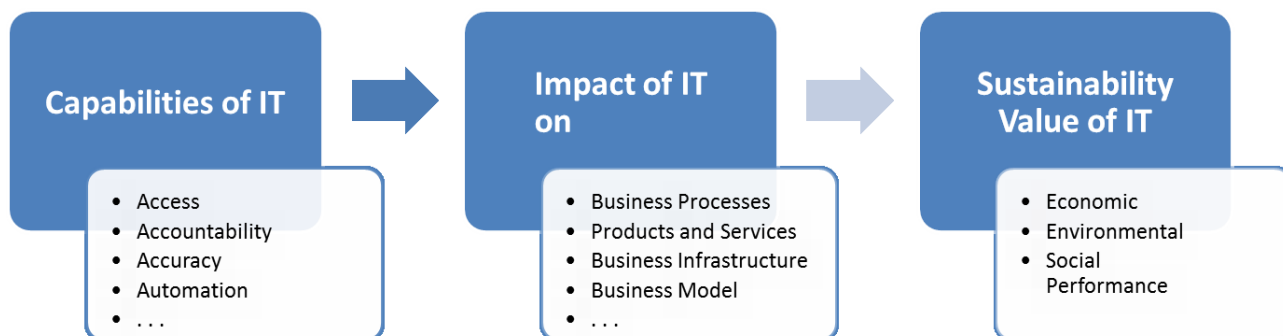 Capabilities of IT
• Access
• Accountability
• Accuracy
• Automation
• . . .
Impact of IT
on
• Business Processes
• Products and Services
• Business Infrastructure
• Business Model
• . . .
Sustainability
Value of IT
• Economic
• Environmental
• Social
Performance